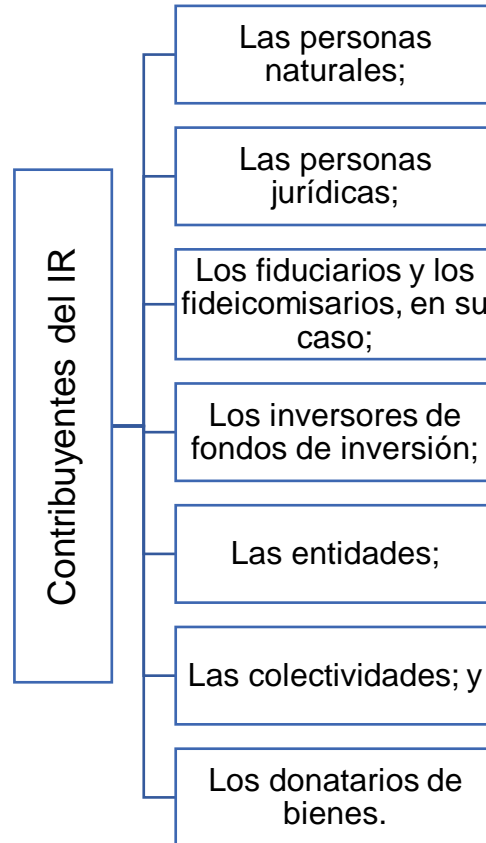 Contribuyentes del IR
Las personas
naturales;
Las personas
jurídicas;
Los fiduciarios y los
fideicomisarios, en su
caso;
Los inversores de
fondos de inversión;
Las entidades;
Las colectividades; y
Los donatarios de
bienes.